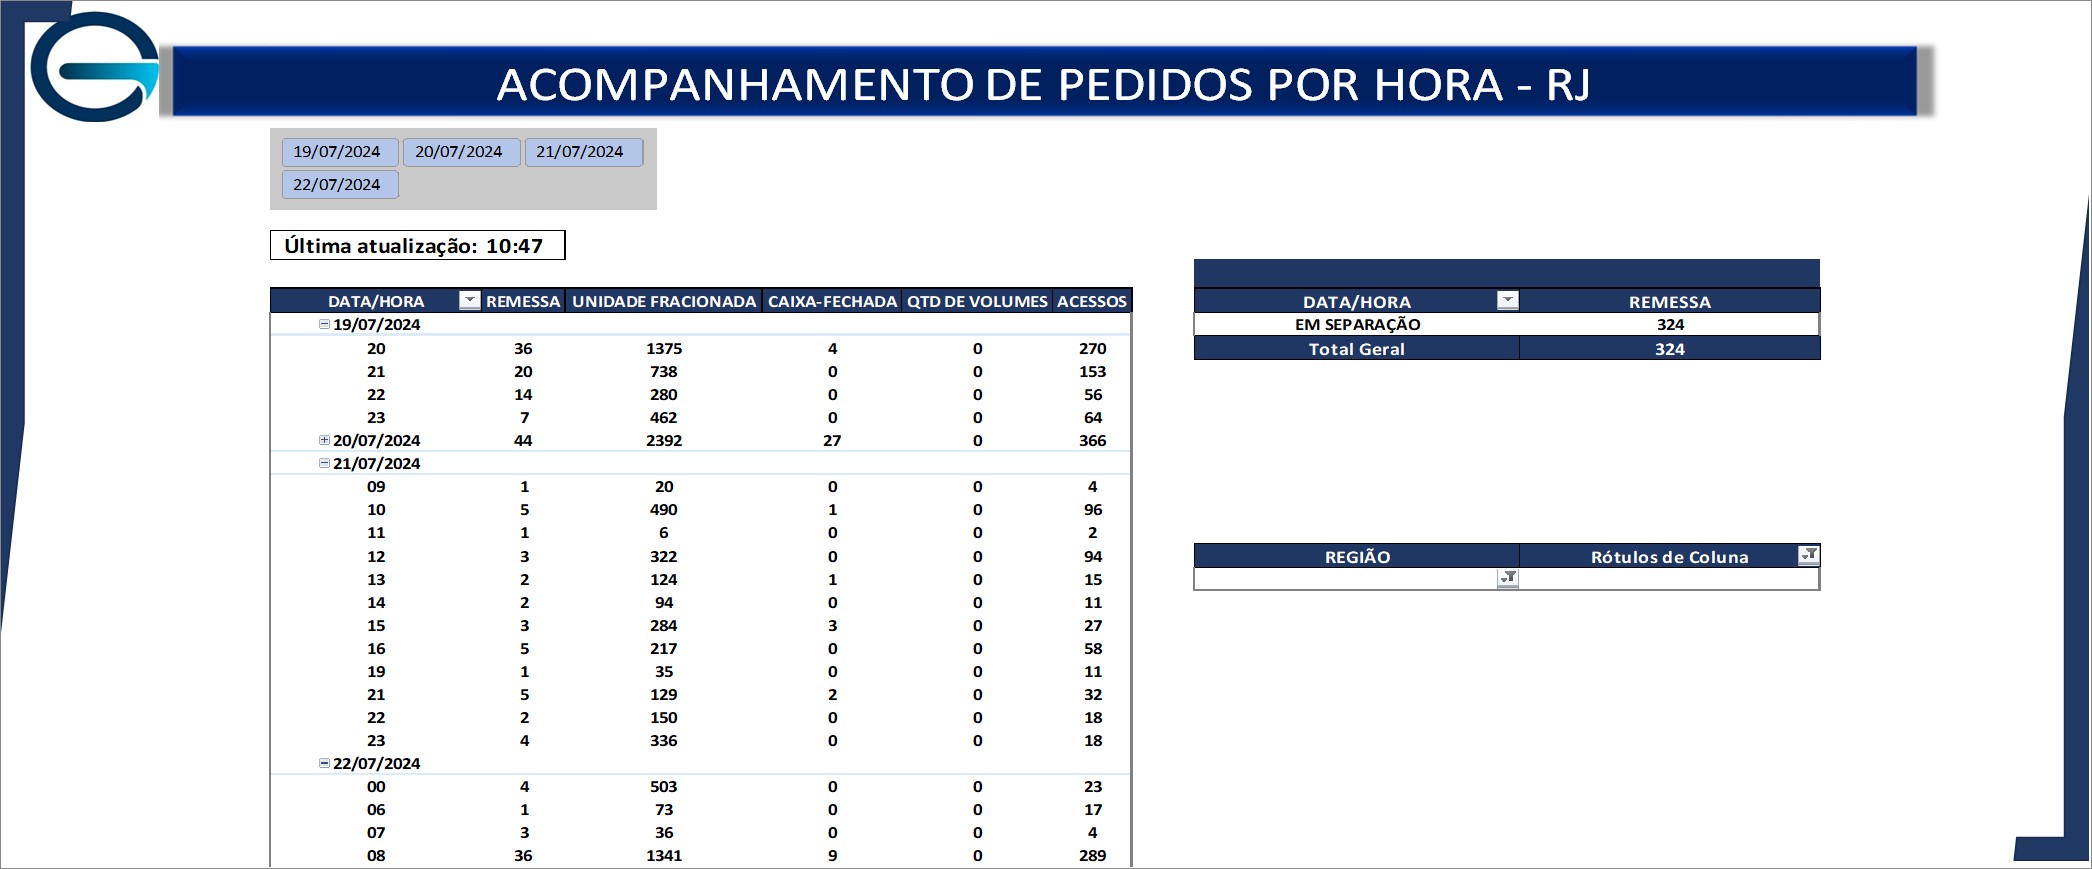 ACOMPANHAMENTO DE PEDIDOS POR HORA - RJ
19/07/2024 20/07/2024 21/07/2024
22/07/2024
Última atualização: 10:47
DATA/HORA REMESSA UNIDADE FRACIONADA CAIXA-FECHADA QTD DE VOLUMES ACESSOS
19/07/2024
20 36 1375 4 0 270
21 20 738 0 0 153
22 14 280 0 0 56
23 7 462 0 0 64
20/07/2024 44 2392 27 0 366
21/07/2024
09 1 20 0 0 4
10 5 490 1 0 96
11 1 6 0 0 2
12 3 322 0 0 94
13 2 124 1 0 15
14 2 94 0 0 11
15 3 284 3 0 27
16 5 217 0 0 58
19 1 35 0 0 11
21 5 129 2 0 32
22 2 150 0 0 18
23 4 336 0 0 18
22/07/2024
00 4 503 0 0 23
06 1 73 0 0 17
07 3 36 0 0 4
08 36 1341 9 0 289
DATA/HORA REMESSA
EM SEPARAÇÃO 324
Total Geral 324
REGIÃO Rótulos de Coluna